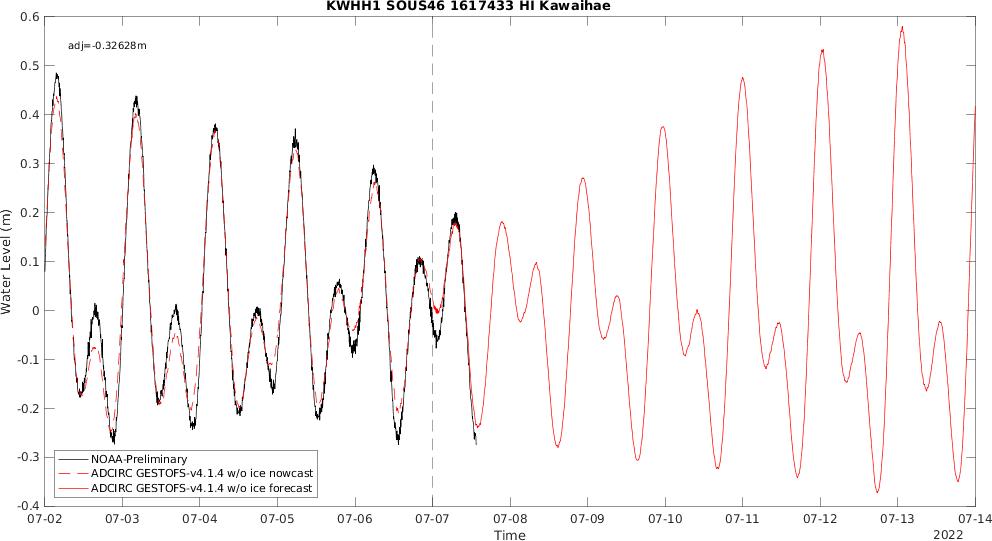 KWHH1 SOUS46 1617433 HI Kawaihae
adj=-0.32628m
0.6
0.5
0.4
0.3
0.2
0.1
0
-0.1
-0.2
-0.3
-0.4
Water Level (m)
NOAA-Preliminary
ADCIRC GESTOFS-v4.1.4 w/o ice nowcast
ADCIRC GESTOFS-v4.1.4 w/o ice forecast
07-02 07-03 07-04 07-05 07-06 07-07 07-08 07-09 07-10 07-11 07-12 07-13 07-14
Time
2022